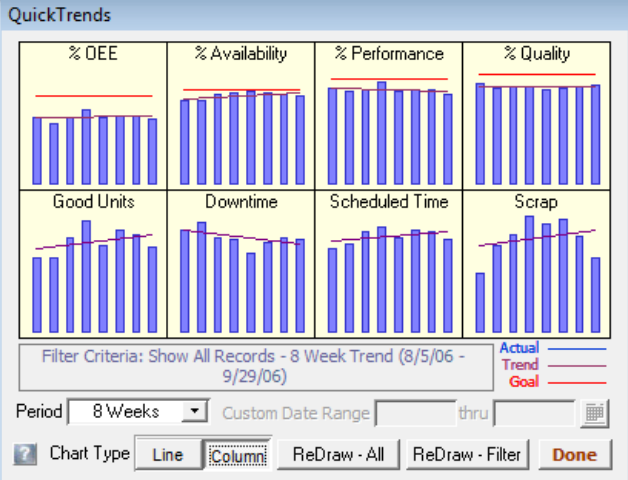 QuickTrends
% OEE
% Availability
% Performance
% Quality
Good Units
Downtime
Scheduled Time
Scrap
Filter Criteria: Show All Records - 8 Week Trend (8/5/06 -
9/29/06)
Actual
Trend
Goal
Period
8 Weeks
Custom Date Range
thru
?
Chart Type
Line
Column
ReDraw - All
ReDraw - Filter
Done